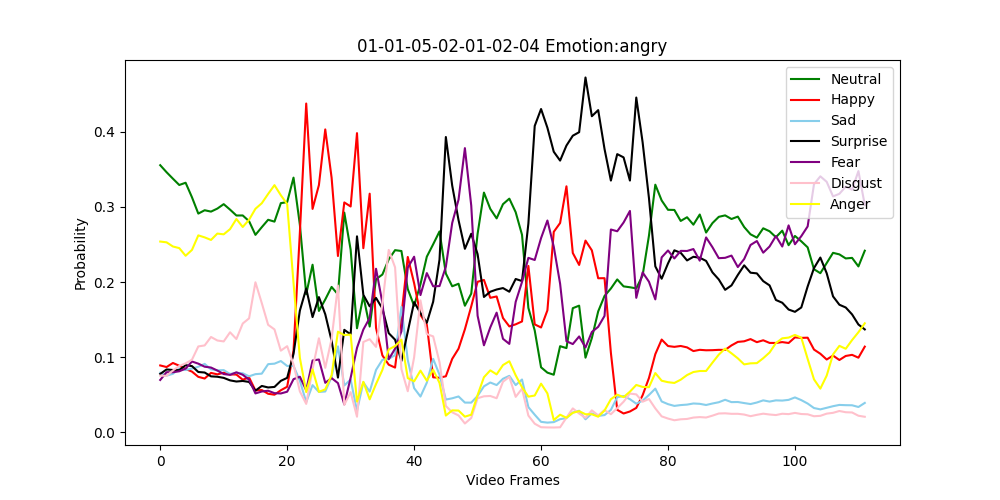 01-01-05-02-01-02-04 Emotion:angry
Neutral
Happy
Sad
Surprise
Fear
Disgust
Anger
Probability
0.4
0.3
0.2
0.1
0.0
0 20 40 60 80 100
Video Frames